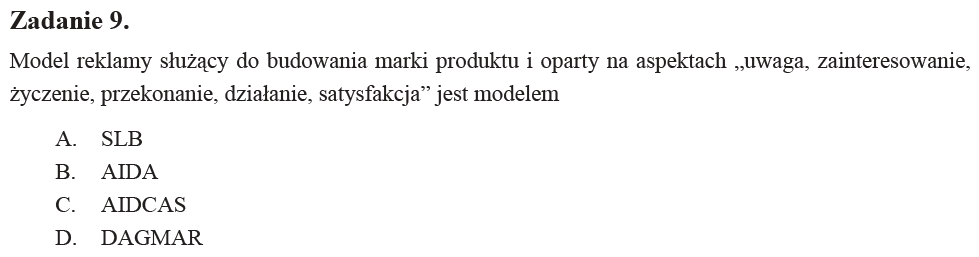 Zadanie 9.
Model reklamy służący do budowania marki produktu i oparty na aspektach „uwaga, zainteresowanie,
życzenie, przekonanie, działanie, satysfakcja” jest modelem
A. SLB
B. AIDA
C. AIDCAS
D. DAGMAR